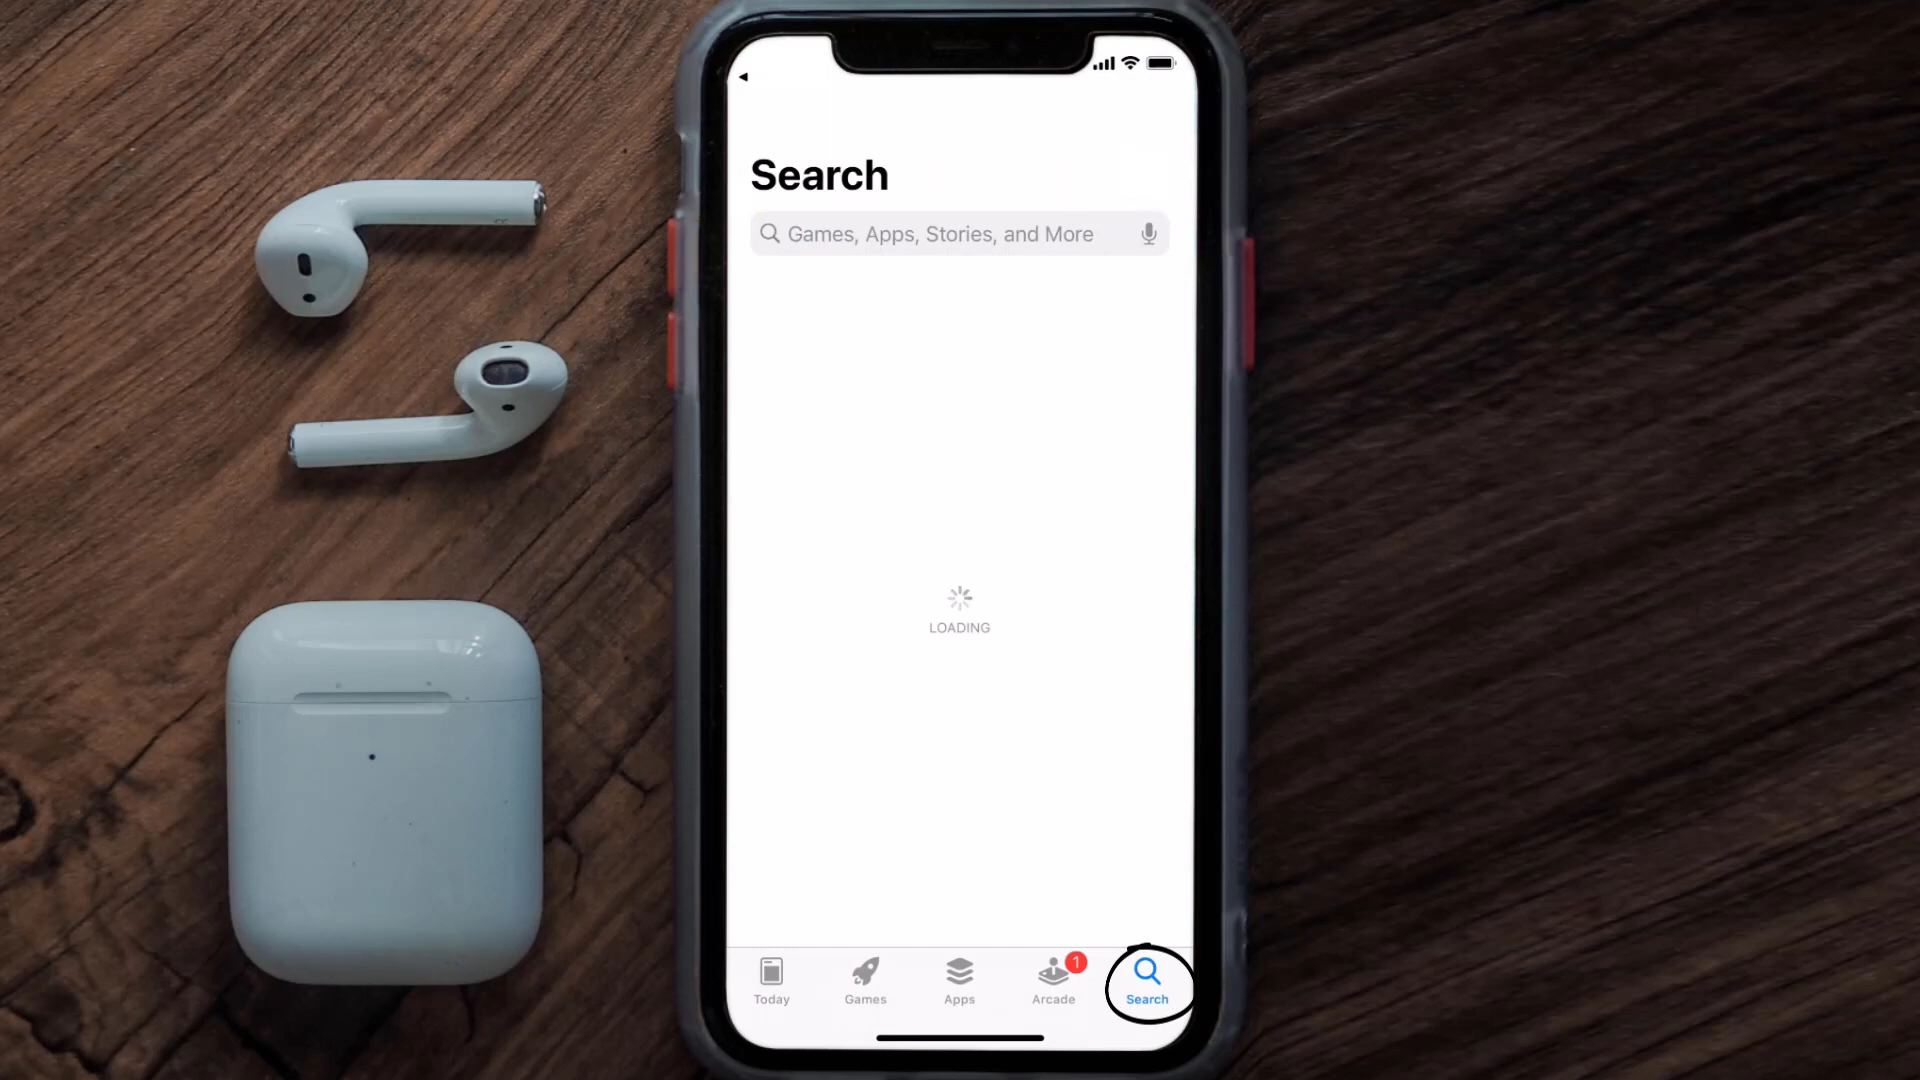 Search
Games, Apps, Stories, and More
LOADING
Today
Games
Apps
Arcade
1
Search